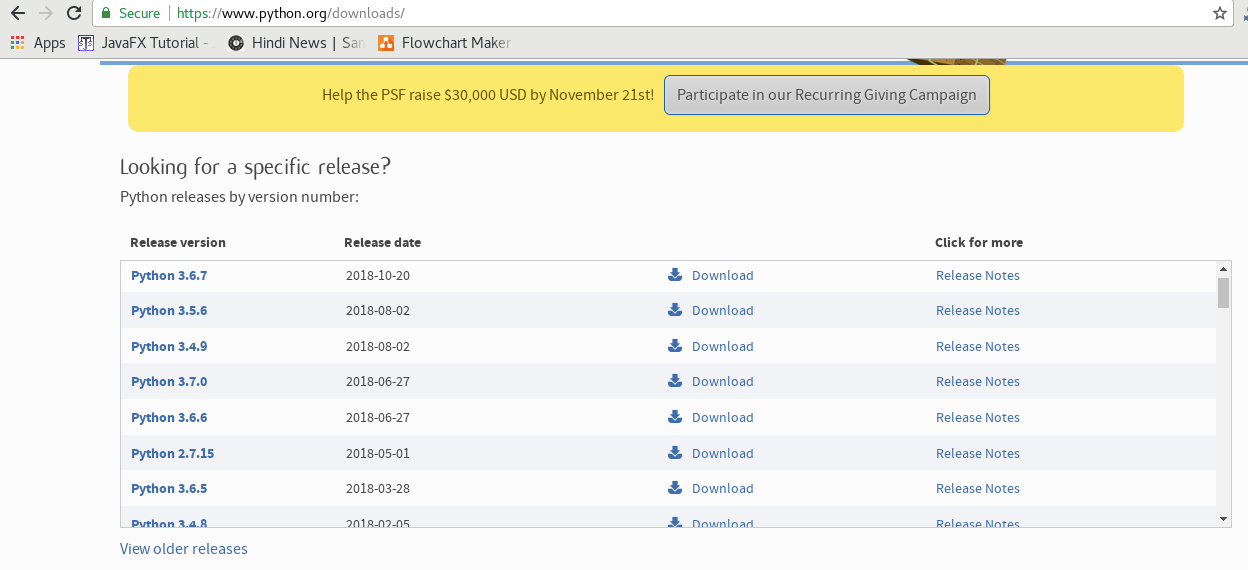 Secure https://www.python.org/downloads/
Apps JavaFX Tutorial - Hindi News | San Flowchart Maker
Help the PSF raise $30,000 USD by November 21st! Participate in our Recurring Giving Campaign
Looking for a specific release?
Python releases by version number:
Release version Release date Click for more
Python 3.6.7 2018-10-20 Download Release Notes
Python 3.5.6 2018-08-02 Download Release Notes
Python 3.4.9 2018-08-02 Download Release Notes
Python 3.7.0 2018-06-27 Download Release Notes
Python 3.6.6 2018-06-27 Download Release Notes
Python 2.7.15 2018-05-01 Download Release Notes
Python 3.6.5 2018-03-28 Download Release Notes
Python 3.4.8 2018-02-05 Download Release Notes
View older releases